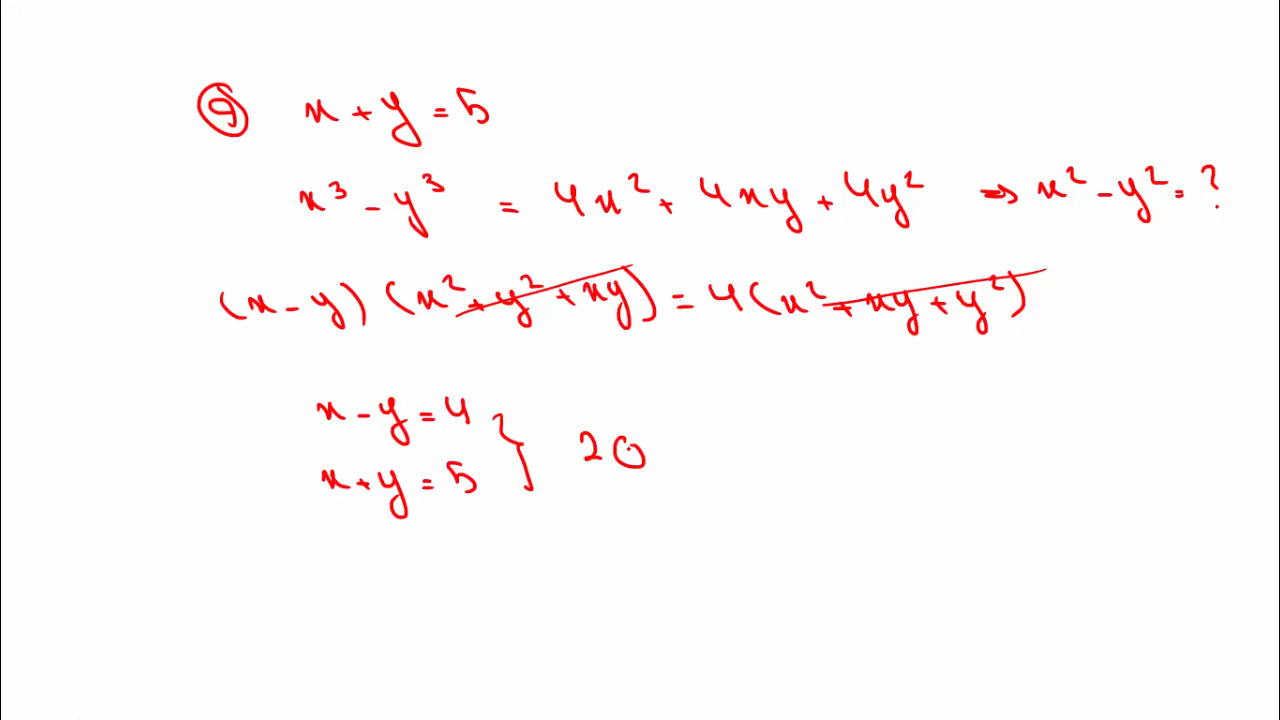 ⑨ x + y = 5
x³ - y³ = 4x² + 4xy + 4y² ⇒ x² - y² = ?
(x - y) (x² + y² + xy) = 4 (x² + xy + y²)
x - y = 4
x + y = 5 } 20